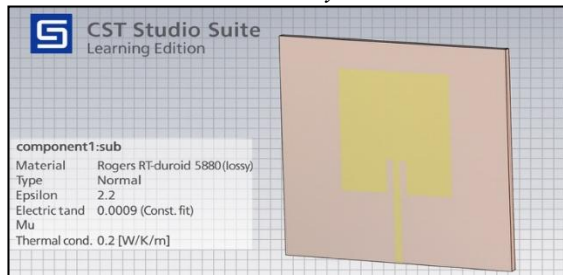 CST Studio Suite
Learning Edition
component1:sub
Material Rogers RT-duroid 5880(lossy)
Type Normal
Epsilon 2.2
Electric tand 0.0009 (Const. fit)
Mu
Thermal cond. 0.2 [W/K/m]